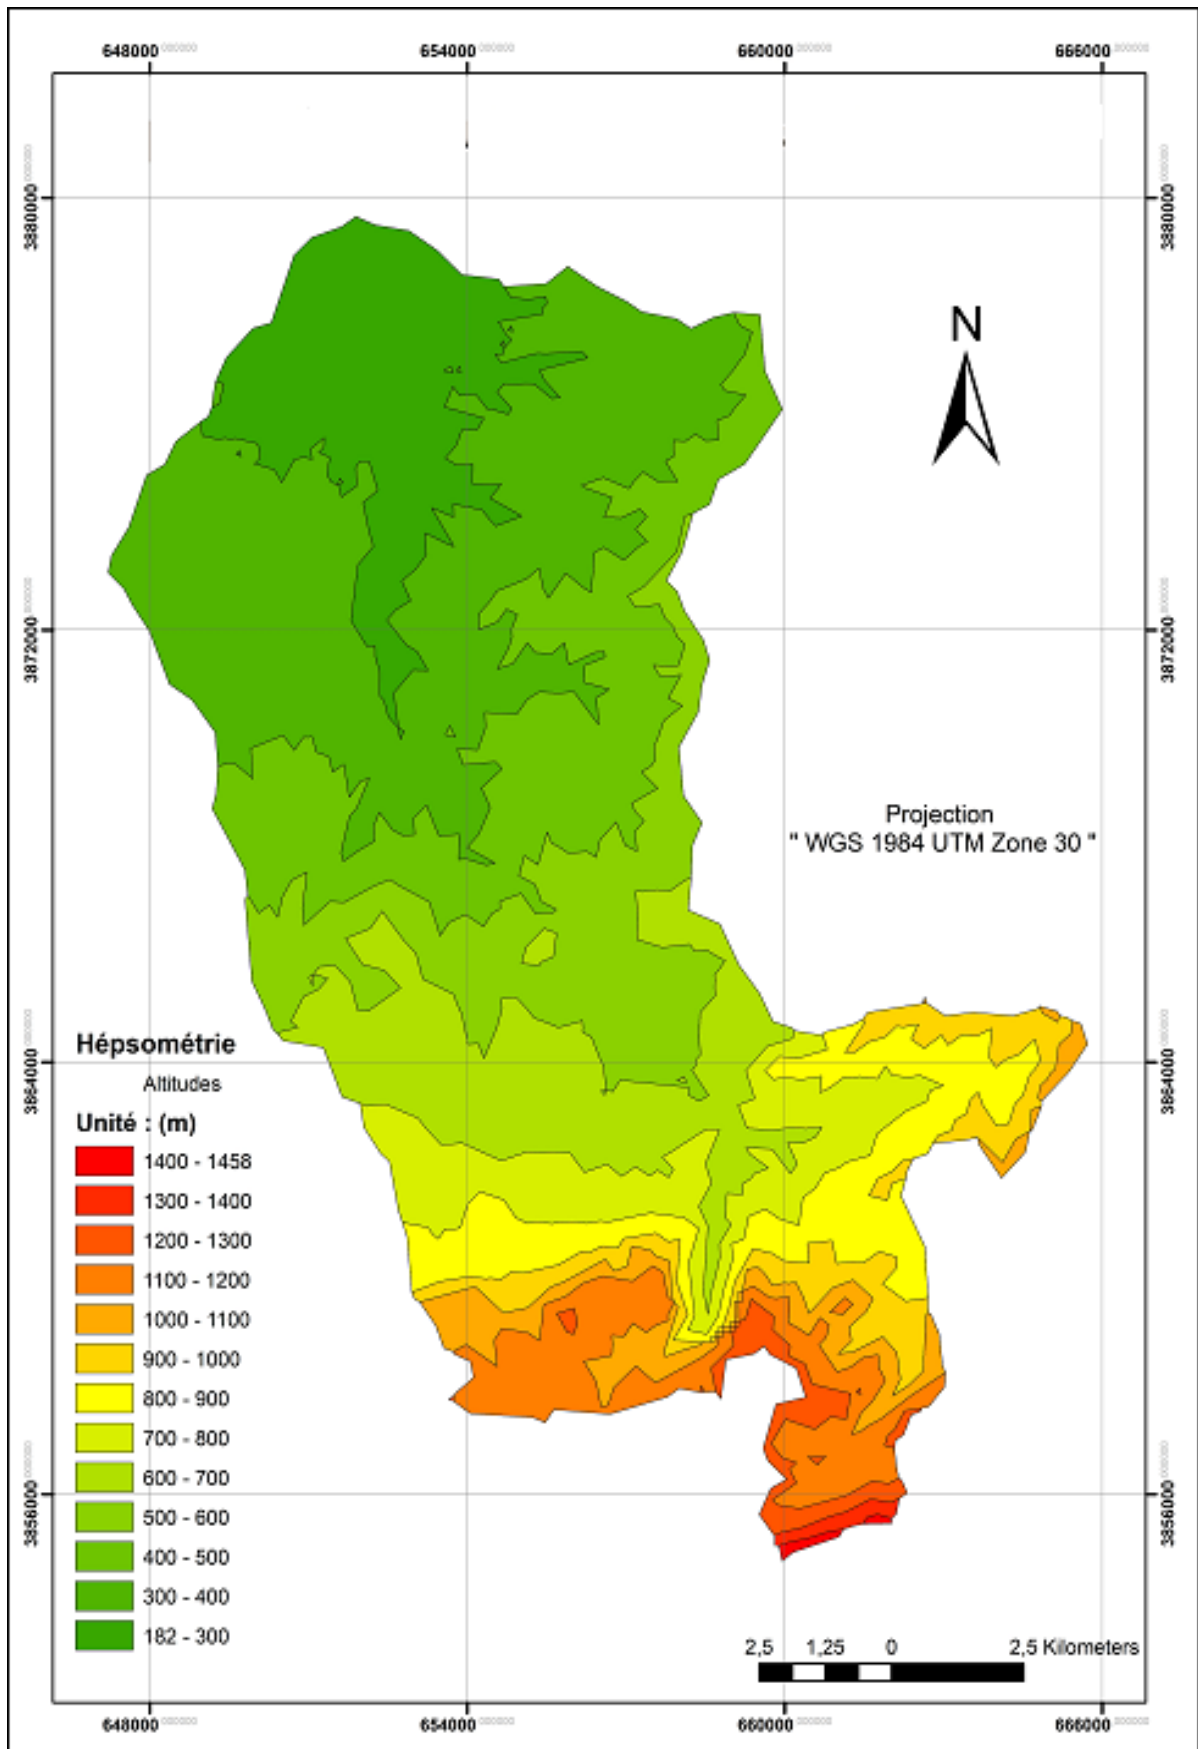 648000 654000 660000 666000
3880000 3880000
N
3872000 3872000
Projection
" WGS 1984 UTM Zone 30 "
3864000 3864000
Hépsométrie
Altitudes
Unité : (m)
1400 - 1458
1300 - 1400
1200 - 1300
1100 - 1200
1000 - 1100
900 - 1000
800 - 900
700 - 800
600 - 700
500 - 600
400 - 500
300 - 400
182 - 300
3856000 3856000
2,5 1,25 0 2,5 Kilometers
648000 654000 660000 666000